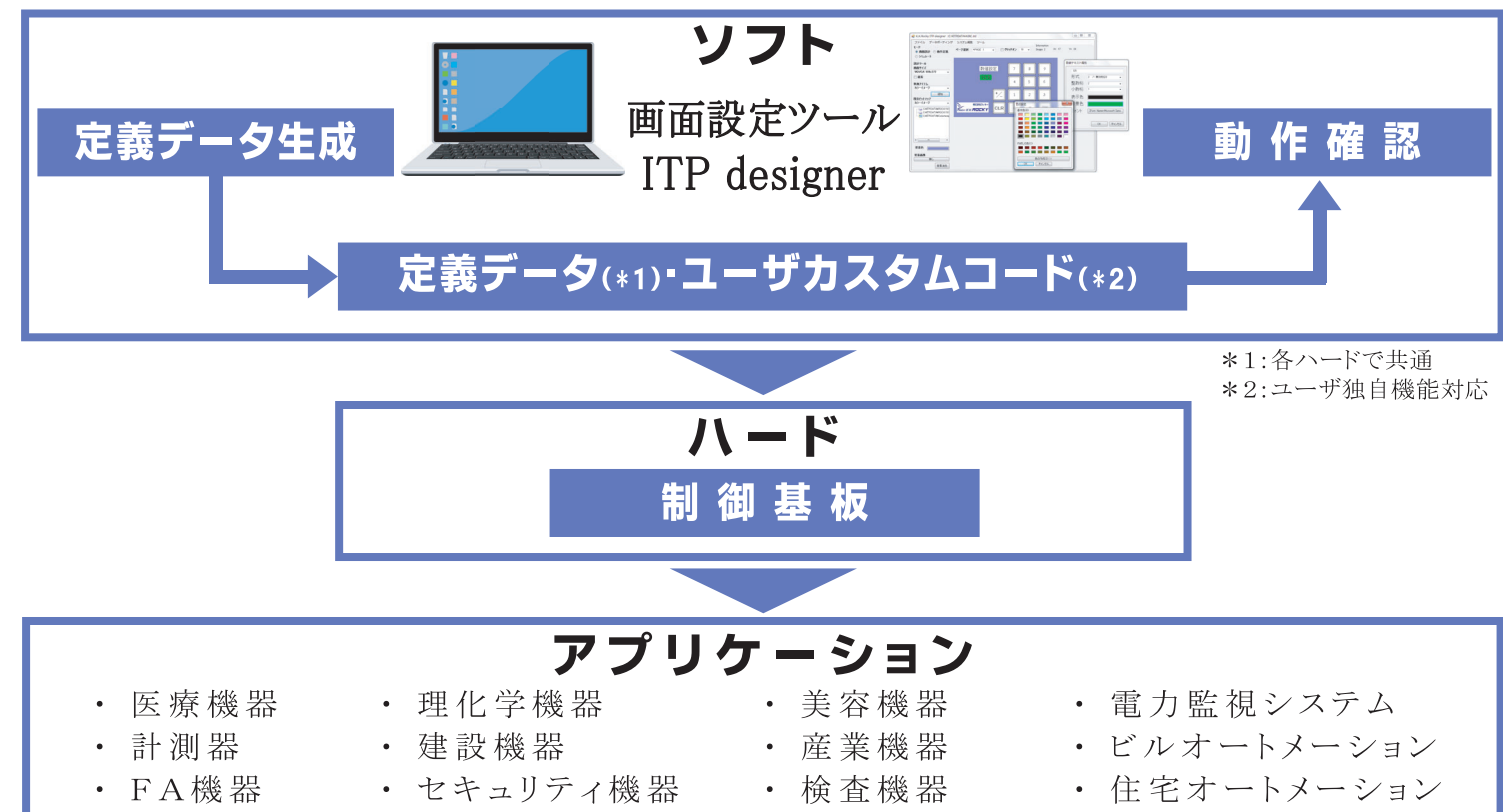 ソフト
画面設定ツール
ITP designer
定義データ生成
動作確認
定義データ(*1)・ユーザカスタムコード(*2)
*1:各ハードで共通
*2:ユーザ独自機能対応
ハード
制御基板
アプリケーション
・医療機器 ・理化学機器 ・美容機器 ・電力監視システム
・計測器 ・建設機器 ・産業機器 ・ビルオートメーション
・FA機器 ・セキュリティ機器 ・検査機器 ・住宅オートメーション